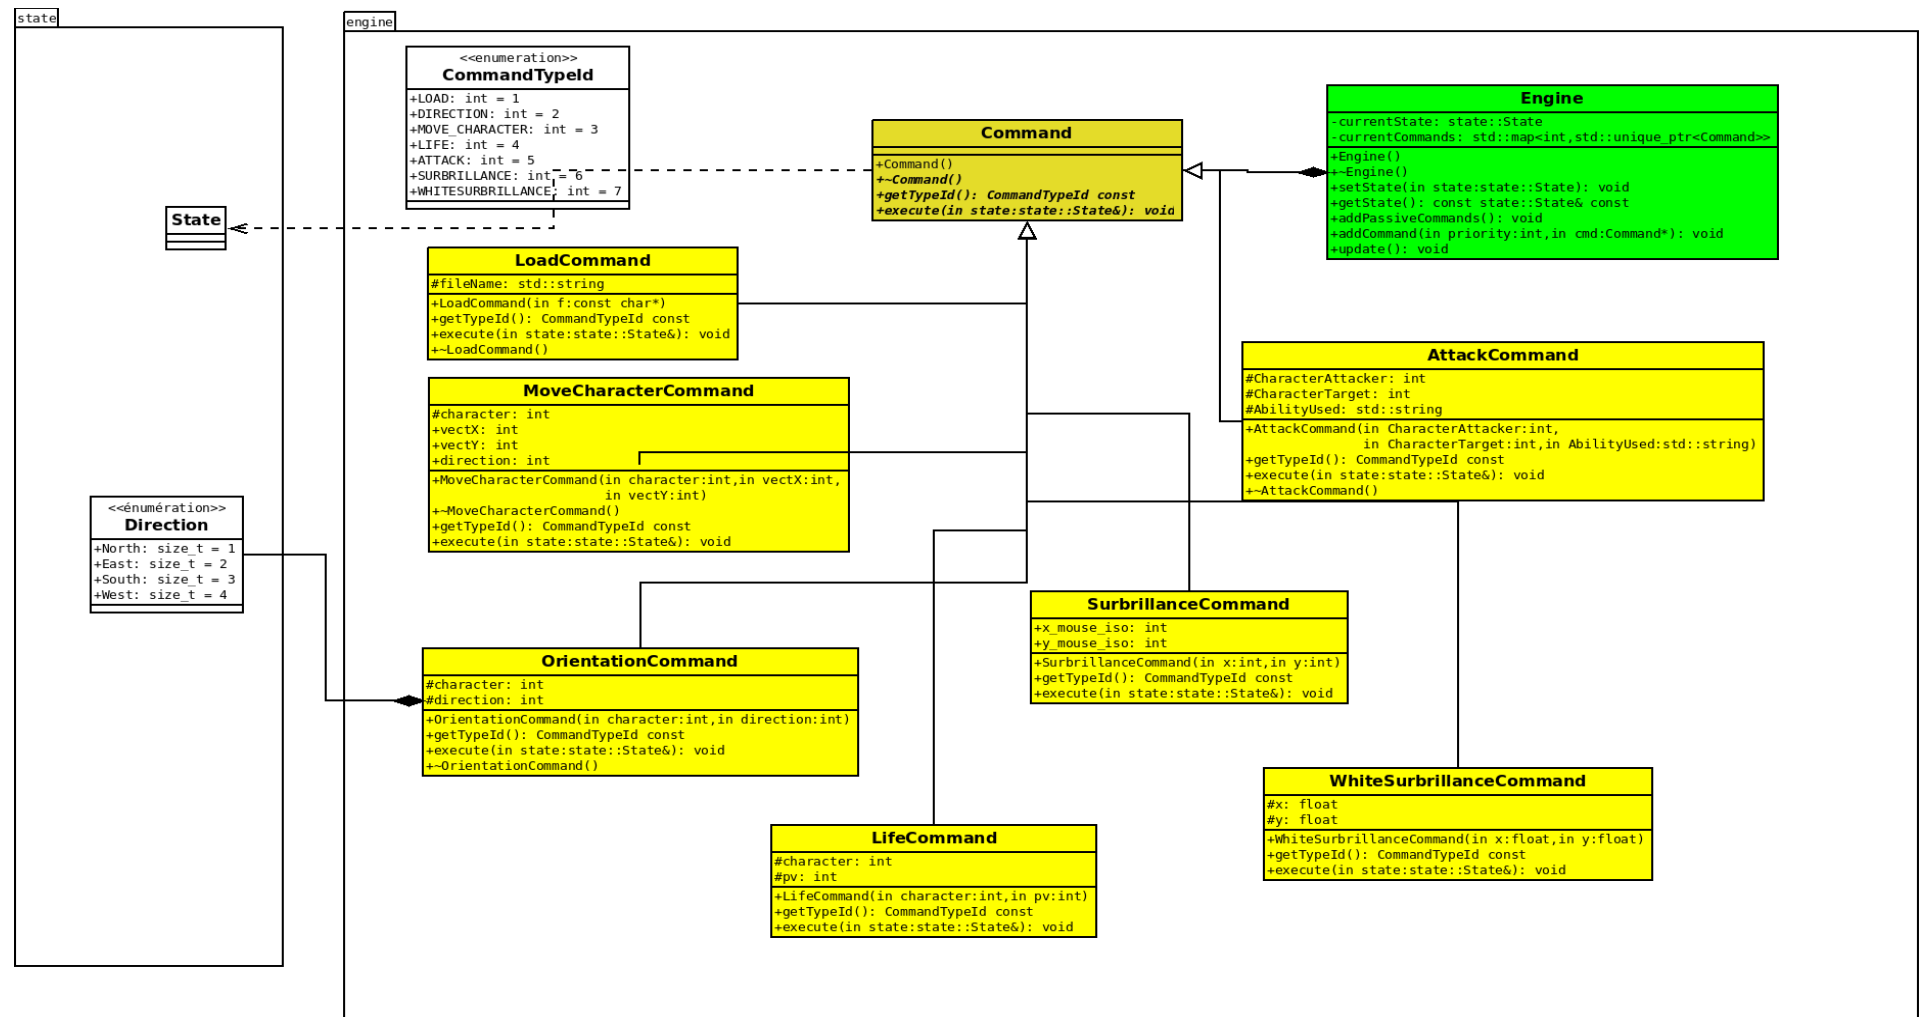 state
engine
<<enumeration>>
CommandTypeId
+LOAD: int = 1
+DIRECTION: int = 2
+MOVE_CHARACTER: int = 3
+LIFE: int = 4
+ATTACK: int = 5
+SURBRILLANCE: int = 6
+WHITESURBRILLANCE: int = 7
Command
+Command()
+~Command()
+getTypeId(): CommandTypeId const
+execute(in state:state::State&): void
Engine
-currentState: state::State
-currentCommands: std::map<int,std::unique_ptr<Command>>
+Engine()
+~Engine()
+setState(in state:state::State): void
+getState(): const state::State& const
+addPassiveCommands(): void
+addCommand(in priority:int,in cmd:Command*): void
+update(): void
State
LoadCommand
#fileName: std::string
+LoadCommand(in f:const char*)
+getTypeId(): CommandTypeId const
+execute(in state:state::State&): void
+~LoadCommand()
AttackCommand
#CharacterAttacker: int
#CharacterTarget: int
#AbilityUsed: std::string
+AttackCommand(in CharacterAttacker:int,
in CharacterTarget:int,in AbilityUsed:std::string)
+getTypeId(): CommandTypeId const
+execute(in state:state::State&): void
+~AttackCommand()
MoveCharacterCommand
#character: int
+vectX: int
+vectY: int
+direction: int
+MoveCharacterCommand(in character:int,in vectX:int,
in vectY:int)
+~MoveCharacterCommand()
+getTypeId(): CommandTypeId const
+execute(in state:state::State&): void
<<énumération>>
Direction
+North: size_t = 1
+East: size_t = 2
+South: size_t = 3
+West: size_t = 4
SurbrillanceCommand
+x_mouse_iso: int
+y_mouse_iso: int
+SurbrillanceCommand(in x:int,in y:int)
+getTypeId(): CommandTypeId const
+execute(in state:state::State&): void
OrientationCommand
#character: int
#direction: int
+OrientationCommand(in character:int,in direction:int)
+getTypeId(): CommandTypeId const
+execute(in state:state::State&): void
+~OrientationCommand()
WhiteSurbrillanceCommand
#x: float
#y: float
+WhiteSurbrillanceCommand(in x:float,in y:float)
+getTypeId(): CommandTypeId const
+execute(in state:state::State&): void
LifeCommand
#character: int
#pv: int
+LifeCommand(in character:int,in pv:int)
+getTypeId(): CommandTypeId const
+execute(in state:state::State&): void